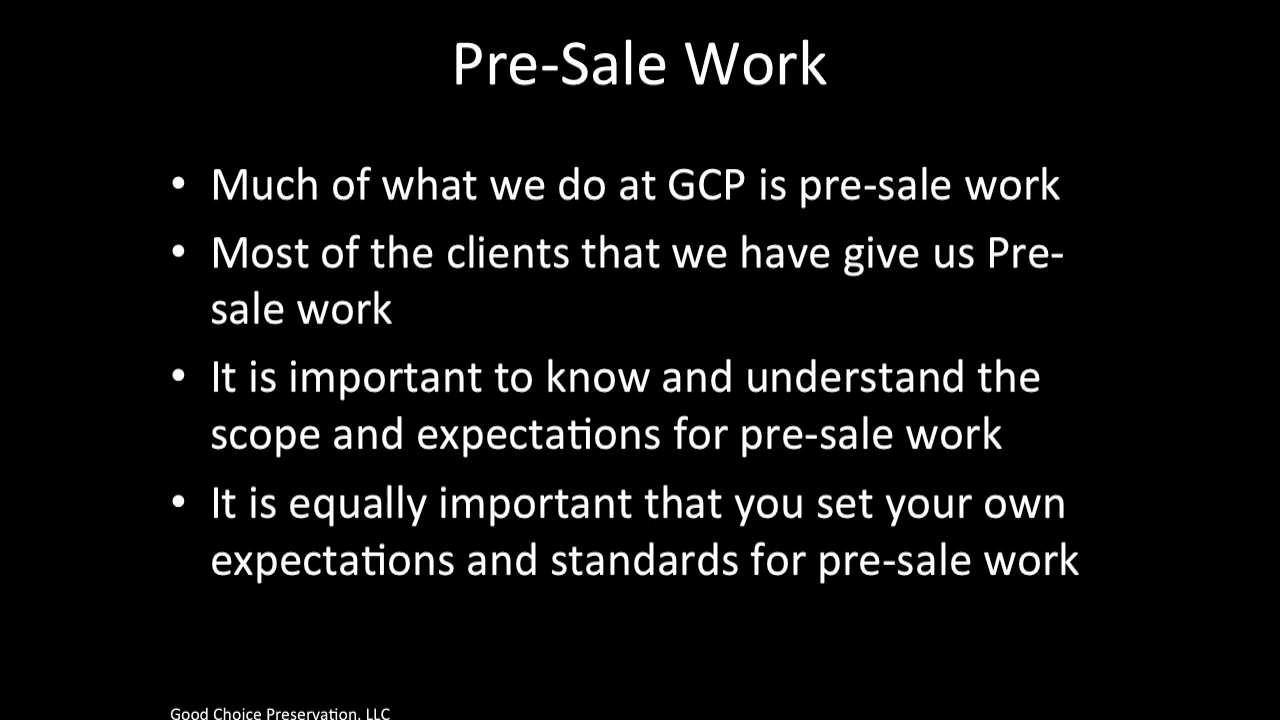 Pre-Sale Work
• Much of what we do at GCP is pre-sale work
• Most of the clients that we have give us Pre-
sale work
• It is important to know and understand the
scope and expectations for pre-sale work
• It is equally important that you set your own
expectations and standards for pre-sale work
Good Choice Preservation, LLC